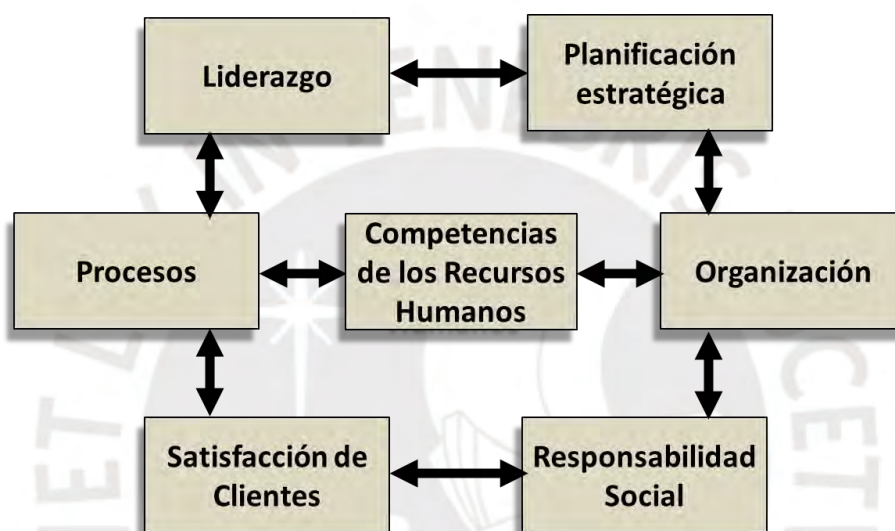 Liderazgo
Planificación
estratégica
Procesos
Competencias
de los Recursos
Humanos
Organización
Satisfacción de
Clientes
Responsabilidad
Social